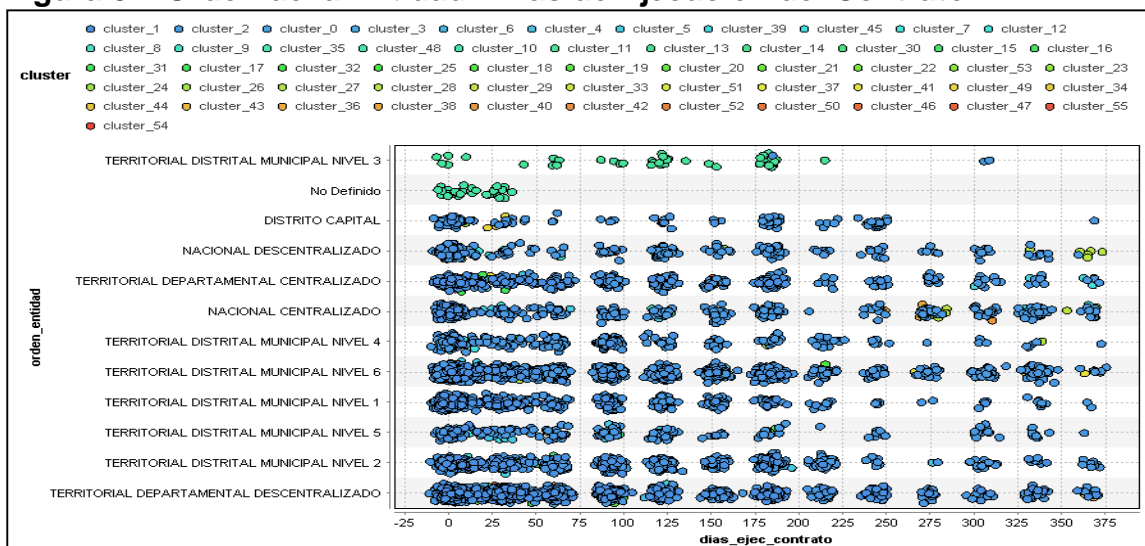 cluster_1 cluster_2 cluster_0 cluster_3 cluster_6 cluster_4 cluster_5 cluster_39 cluster_45 cluster_7 cluster_12
cluster_8 cluster_9 cluster_35 cluster_48 cluster_10 cluster_11 cluster_13 cluster_14 cluster_30 cluster_15 cluster_16
cluster cluster_31 cluster_17 cluster_32 cluster_25 cluster_18 cluster_19 cluster_20 cluster_21 cluster_22 cluster_53 cluster_23
cluster_24 cluster_26 cluster_27 cluster_28 cluster_29 cluster_33 cluster_51 cluster_37 cluster_41 cluster_49 cluster_34
cluster_44 cluster_43 cluster_36 cluster_38 cluster_40 cluster_42 cluster_52 cluster_50 cluster_46 cluster_47 cluster_55
cluster_54
TERRITORIAL DISTRITAL MUNICIPAL NIVEL 3
No Definido
DISTRITO CAPITAL
NACIONAL DESCENTRALIZADO
TERRITORIAL DEPARTAMENTAL CENTRALIZADO
NACIONAL CENTRALIZADO
TERRITORIAL DISTRITAL MUNICIPAL NIVEL 4
TERRITORIAL DISTRITAL MUNICIPAL NIVEL 6
TERRITORIAL DISTRITAL MUNICIPAL NIVEL 1
TERRITORIAL DISTRITAL MUNICIPAL NIVEL 5
TERRITORIAL DISTRITAL MUNICIPAL NIVEL 2
TERRITORIAL DEPARTAMENTAL DESCENTRALIZADO
orden_entidad
-25 0 25 50 75 100 125 150 175 200 225 250 275 300 325 350 375
dias_ejec_contrato